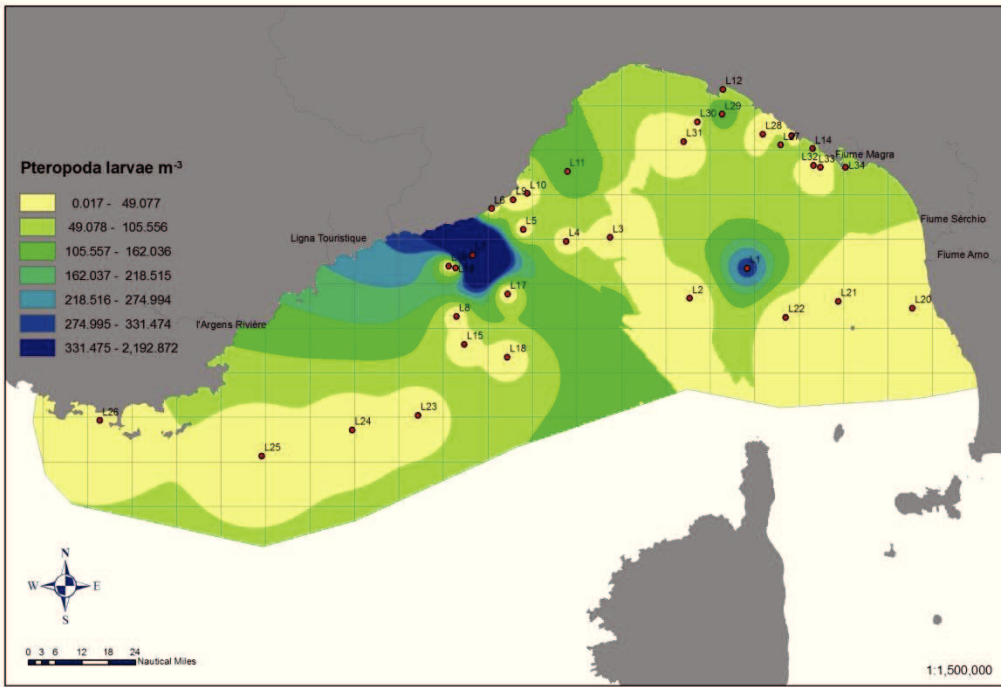 L12
L29
L30
L31
L28
L27
L14
L32
L33
Fiume Magra
L34
L11
L10
L9
L6
L5
L4
L3
Pteropoda larvae m-3
0.017 - 49.077
49.078 - 105.556
105.557 - 162.036
162.037 - 218.515
218.516 - 274.994
274.995 - 331.474
331.475 - 2,192.872
Ligna Touristique
Fiume Sérchio
Fiume Arno
L1
L2
L17
L21
L20
L22
l'Argens Rivière
L8
L15
L18
L26
L23
L24
L25
N
W
E
S
0 3 6 12 18 24
Nautical Miles
1:1,500,000